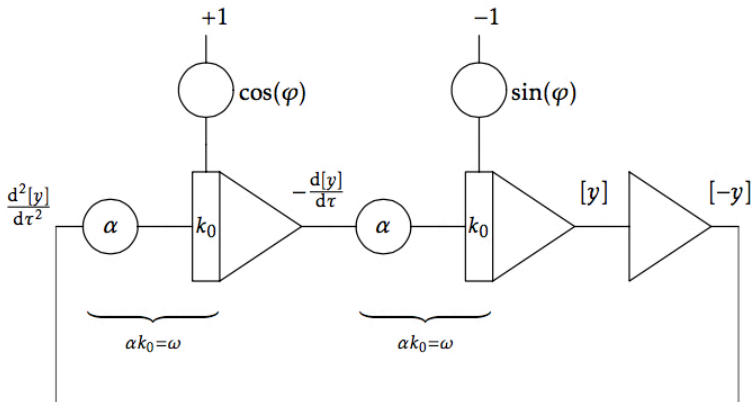 +1
−1
cos(φ)
sin(φ)
d²[y]
dτ²
− d[y]
dτ
[y]
[−y]
α
k₀
α
k₀
αk₀=ω
αk₀=ω